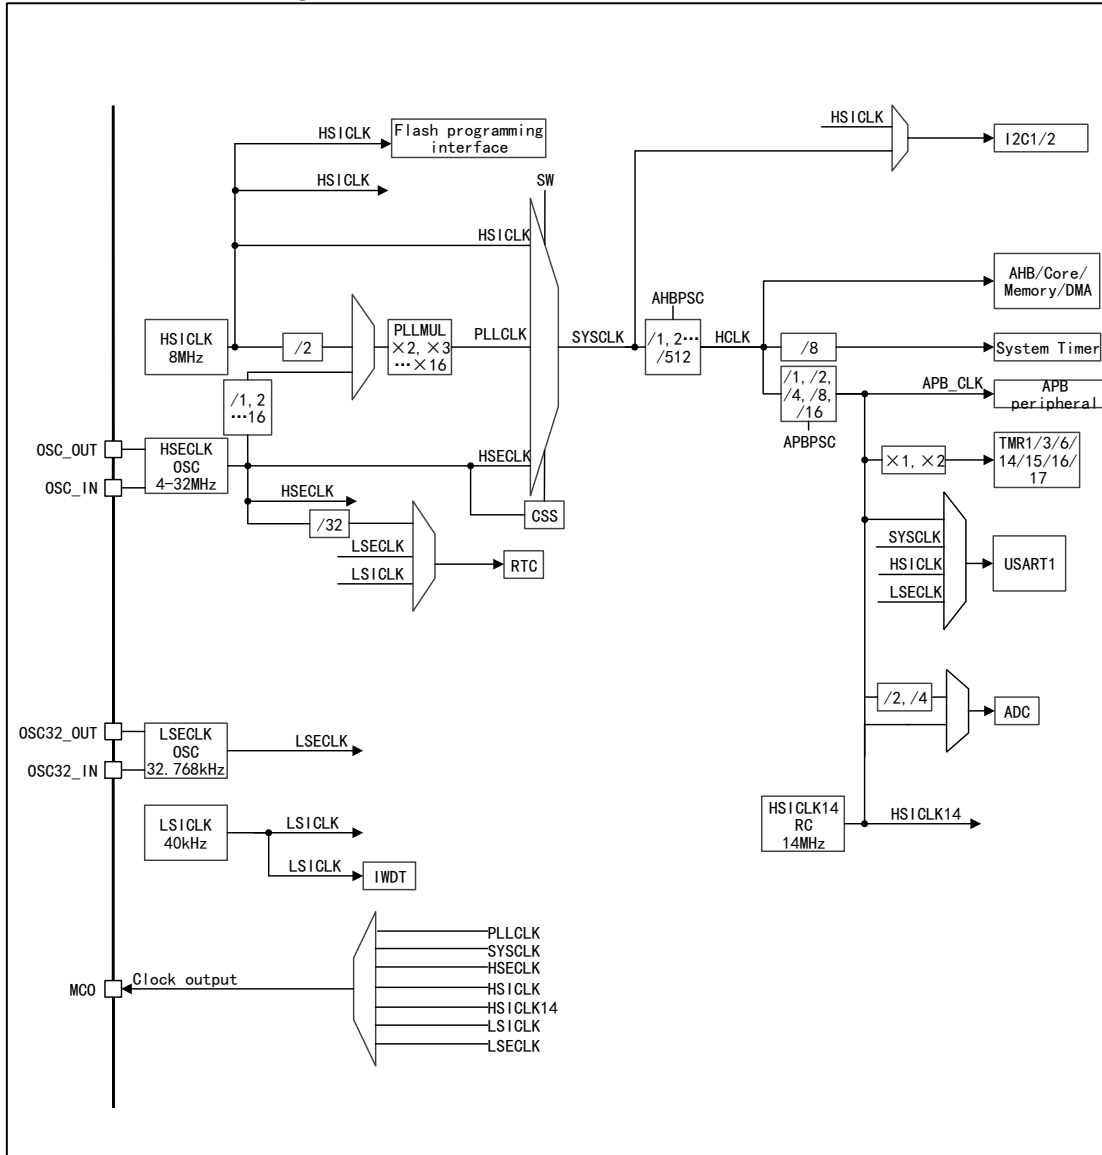 HSICLK
Flash programming
interface
HSICLK
I2C1/2
HSICLK
SW
HSICLK
AHB/Core/
Memory/DMA
AHBPSC
HSICLK
8MHz
/2
PLLMUL
×2, ×3
…×16
PLLCLK
SYSCLK
/1, 2…
/512
HCLK
/8
System Timer
/1, 2
…16
/1, /2,
/4, /8,
/16
APB_CLK
APB
peripheral
APBPSC
OSC_OUT
OSC_IN
HSECLK
OSC
4-32MHz
HSECLK
×1, ×2
TMR1/3/6/
14/15/16/
17
HSECLK
/32
CSS
LSECLK
LSICLK
RTC
SYSCLK
HSICLK
LSECLK
USART1
/2, /4
ADC
OSC32_OUT
OSC32_IN
LSECLK
OSC
32.768kHz
LSECLK
LSICLK
40kHz
LSICLK
LSICLK
IWDT
HSICLK14
RC
14MHz
HSICLK14
PLLCLK
SYSCLK
HSECLK
HSICLK
HSICLK14
LSICLK
LSECLK
MCO
Clock output